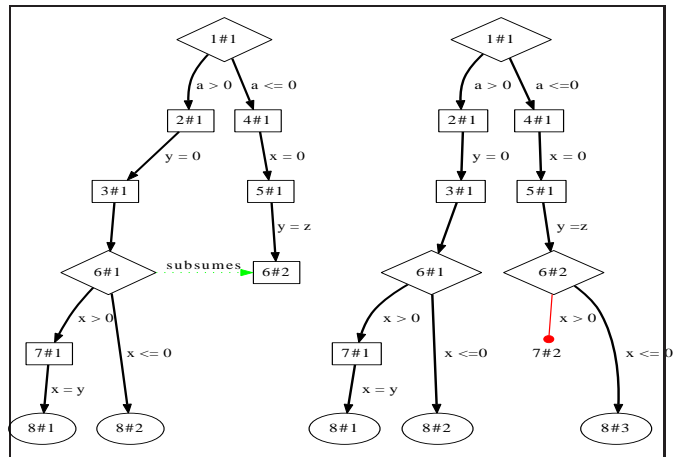 1#1 1#1
a > 0 a <= 0 a > 0 a <=0
2#1 4#1 2#1 4#1
y = 0 x = 0 y = 0 x = 0
3#1 5#1 3#1 5#1
y = z y =z
6#1 subsumes 6#2 6#1 6#2
x > 0 x > 0 x > 0
7#1 x <= 0 7#1 x <=0 7#2 x <= 0
x = y x = y
8#1 8#2 8#1 8#2 8#3